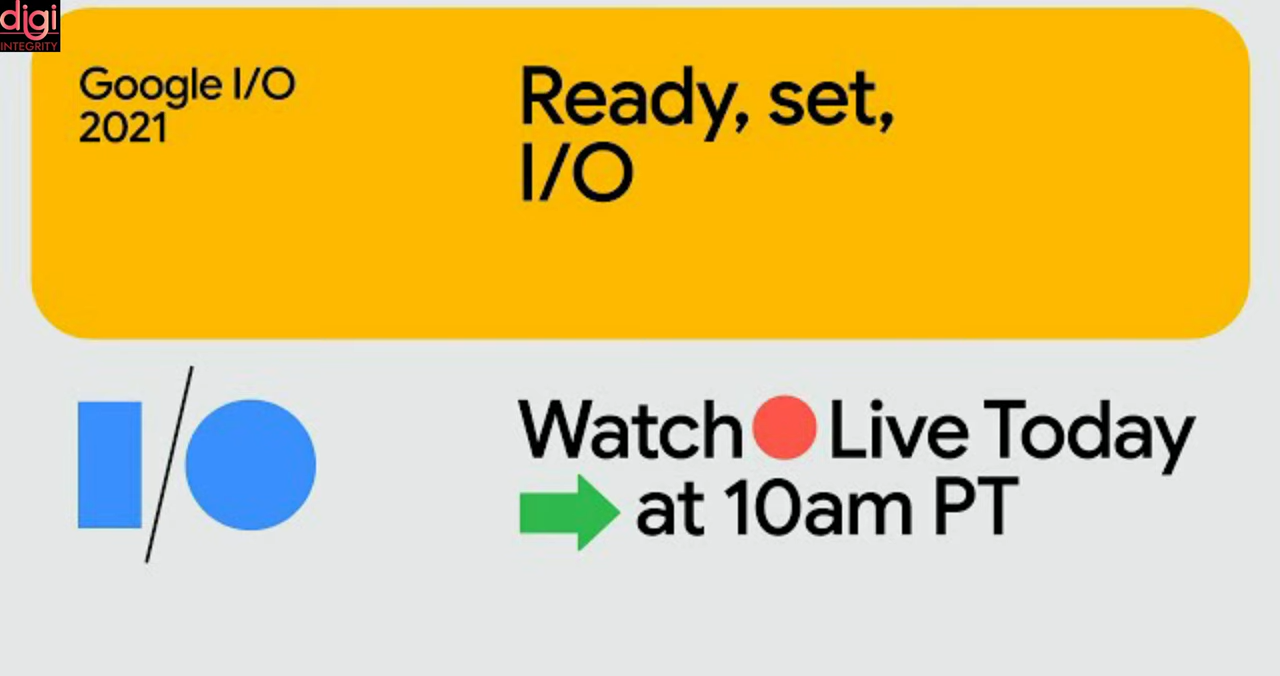 digi
INTEGRITY
Google I/O
2021
Ready, set,
I/O
Watch Live Today
at 10am PT